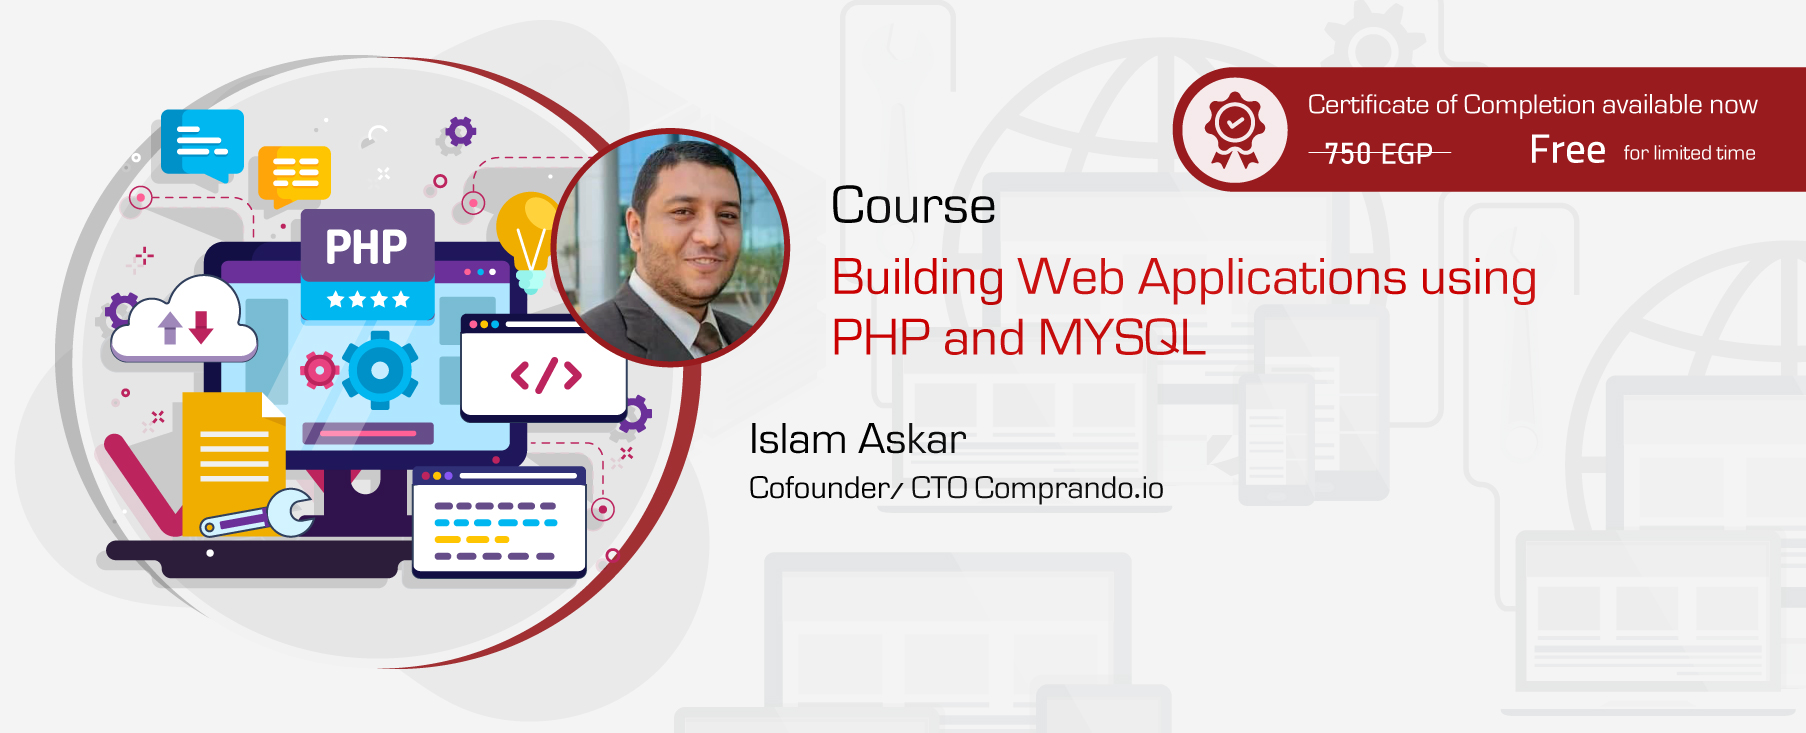 Certificate of Completion available now
750 EGP Free for limited time
Course
Building Web Applications using
PHP and MYSQL
Islam Askar
Cofounder/ CTO Comprando.io
PHP
</>